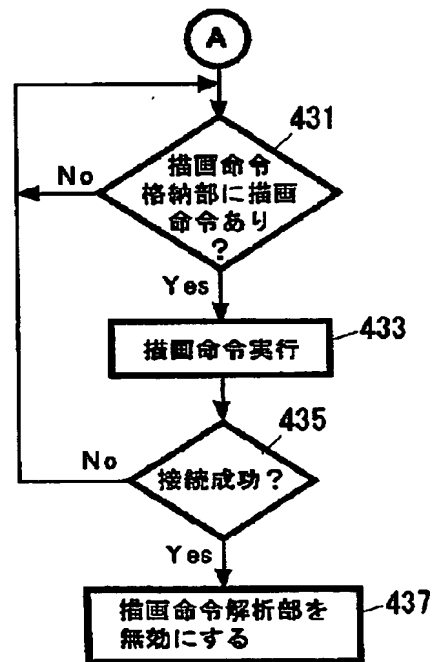 A
431
描画命令
格納部に描画
命令あり
?
No
Yes
433
描画命令実行
435
接続成功?
No
Yes
437
描画命令解析部を
無効にする